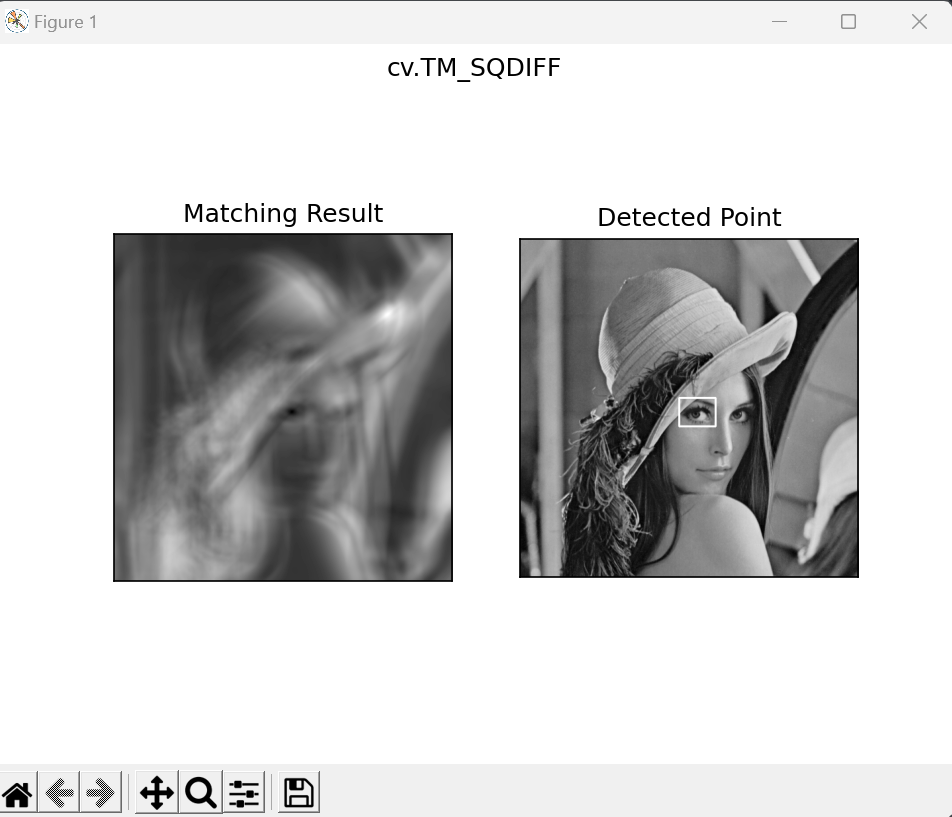 Figure 1
cv.TM_SQDIFF
Matching Result
Detected Point